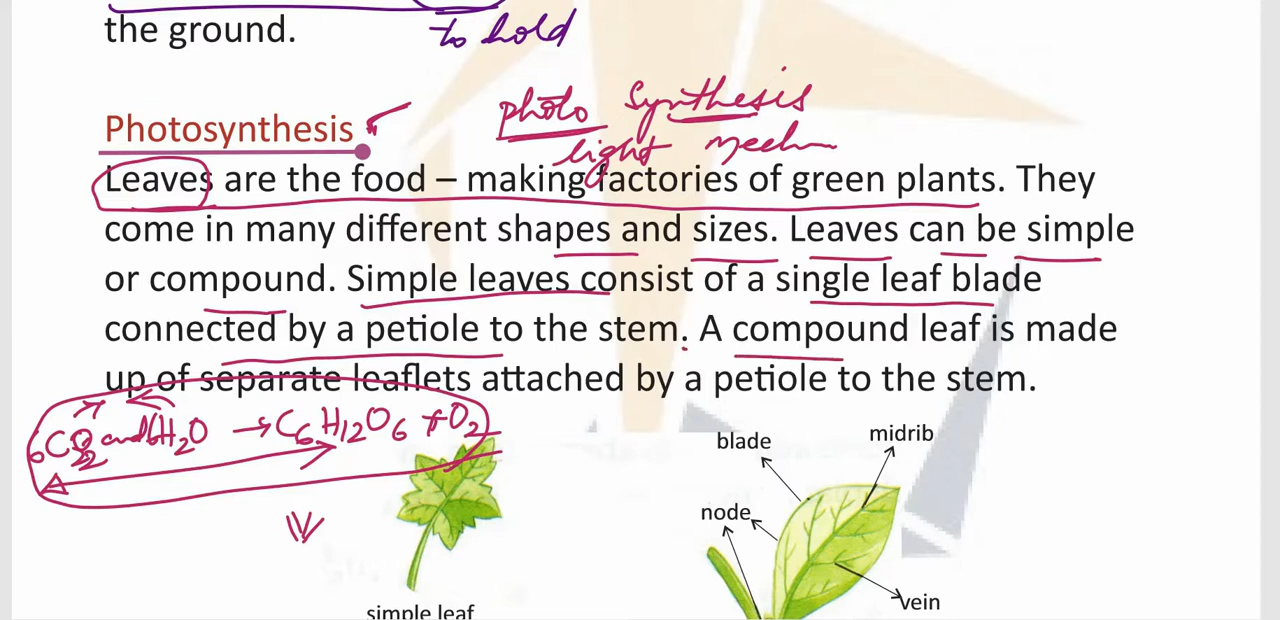 the ground.
to hold
photo Synthesis
Photosynthesis
light
Leaves are the food – making factories of green plants. They
come in many different shapes and sizes. Leaves can be simple
or compound. Simple leaves consist of a single leaf blade
connected by a petiole to the stem. A compound leaf is made
up of separate leaflets attached by a petiole to the stem.
6CO2 and 6H2O → C6H12O6 + O2
blade
midrib
node
vein
simple leaf